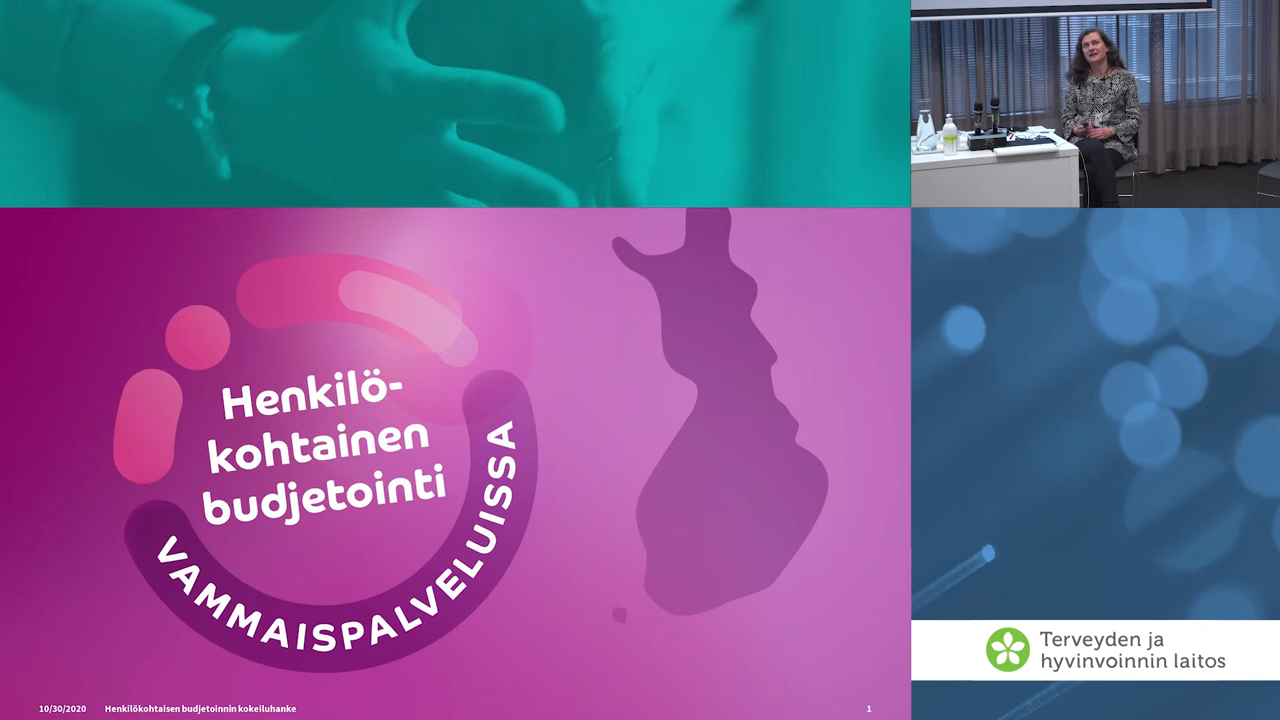 Henkilö-
kohtainen
budjetointi
VAMMAISPALVELUISSA
Terveyden ja
hyvinvoinnin laitos
10/30/2020 Henkilökohtaisen budjetoinnin kokeiluhanke 1